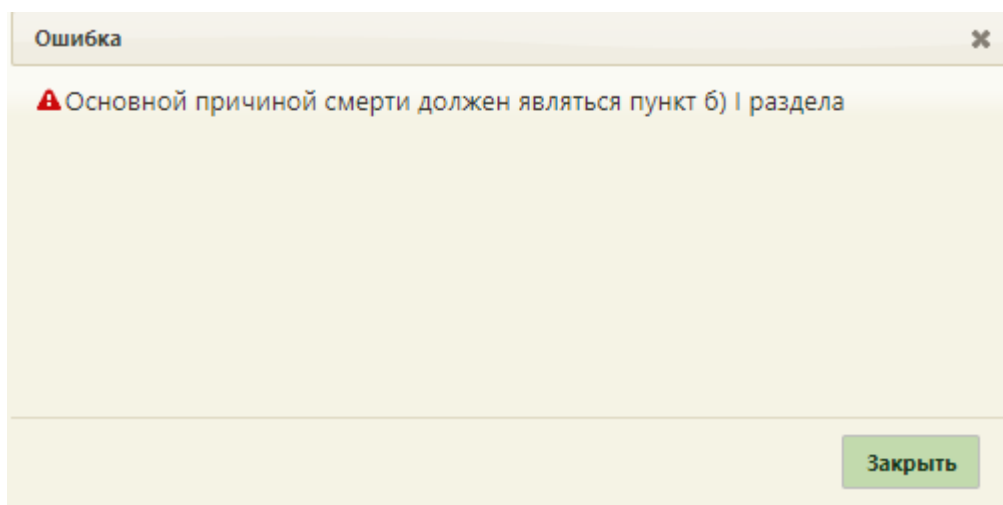 Ошибка
Основной причиной смерти должен являться пункт б) I раздела
Закрыть